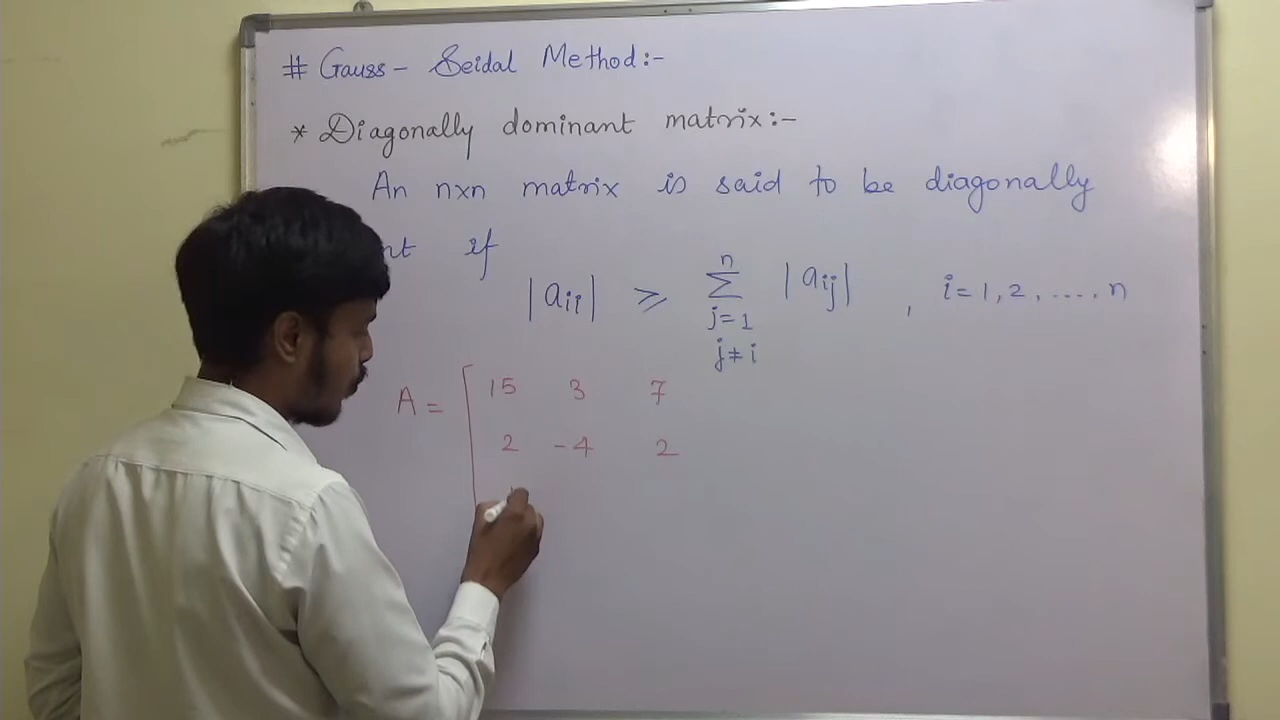 # Gauss- Seidal Method:-
* Diagonally dominant matrix:-
An nxn matrix is said to be diagonally
nt if
|aii| ⩾ n∑j=1 j≠i |aij| , i=1,2,....,n
A = [ 15 3 7
2 -4 2